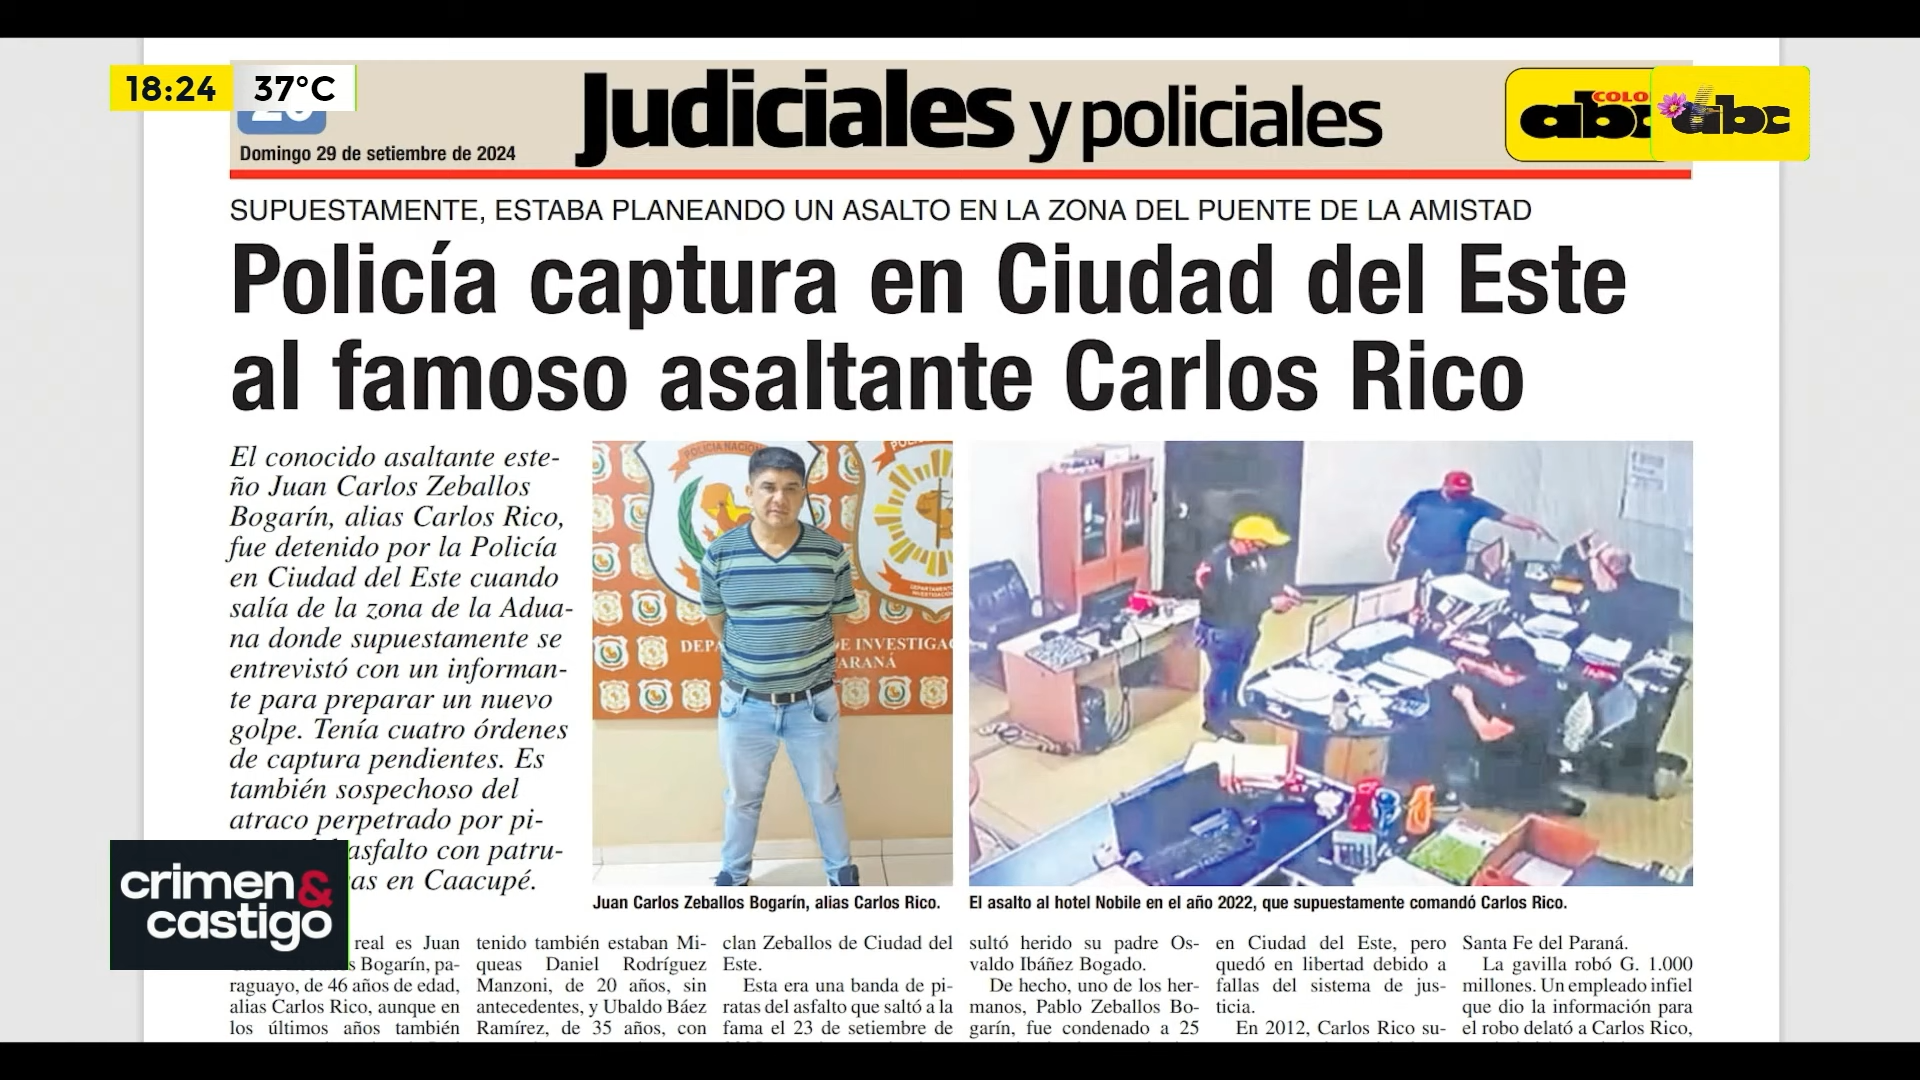 18:24
37°C
Domingo 29 de setiembre de 2024
Judiciales y policiales
COLO
abc
abc
SUPUESTAMENTE, ESTABA PLANEANDO UN ASALTO EN LA ZONA DEL PUENTE DE LA AMISTAD
Policía captura en Ciudad del Este
al famoso asaltante Carlos Rico
El conocido asaltante este-
ño Juan Carlos Zeballos
Bogarín, alias Carlos Rico,
fue detenido por la Policía
en Ciudad del Este cuando
salía de la zona de la Adua-
na donde supuestamente se
entrevistó con un informan-
te para preparar un nuevo
golpe. Tenía cuatro órdenes
de captura pendientes. Es
también sospechoso del
atraco perpetrado por pi-
asfalto con patru-
as en Caacupé.
POLICIA NACION
DEPA
E INVESTIGA
ARANÁ
Juan Carlos Zeballos Bogarín, alias Carlos Rico.
El asalto al hotel Nobile en el año 2022, que supuestamente comandó Carlos Rico.
crimen&
castigo
real es Juan
Bogarín, pa-
raguayo, de 46 años de edad,
alias Carlos Rico, aunque en
los últimos años también
tenido también estaban Mi-
queas Daniel Rodríguez
Manzoni, de 20 años, sin
antecedentes, y Ubaldo Báez
Ramírez, de 35 años, con
clan Zeballos de Ciudad del
Este.
Esta era una banda de pi-
ratas del asfalto que saltó a la
fama el 23 de setiembre de
sultó herido su padre Os-
valdo Ibáñez Bogado.
De hecho, uno de los her-
manos, Pablo Zeballos Bo-
garín, fue condenado a 25
en Ciudad del Este, pero
quedó en libertad debido a
fallas del sistema de jus-
ticia.
En 2012, Carlos Rico su-
Santa Fe del Paraná.
La gavilla robó G. 1.000
millones. Un empleado infiel
que dio la información para
el robo delató a Carlos Rico,